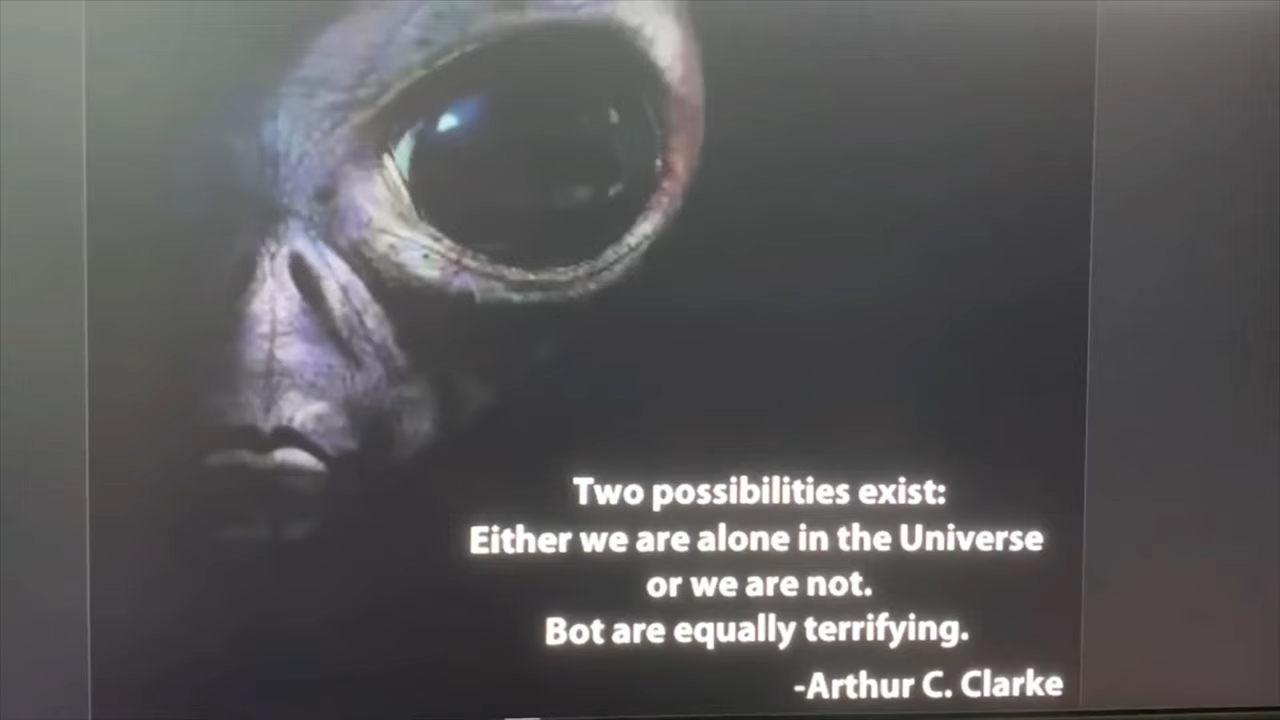 Two possibilities exist:
Either we are alone in the Universe
or we are not.
Bot are equally terrifying.
-Arthur C. Clarke